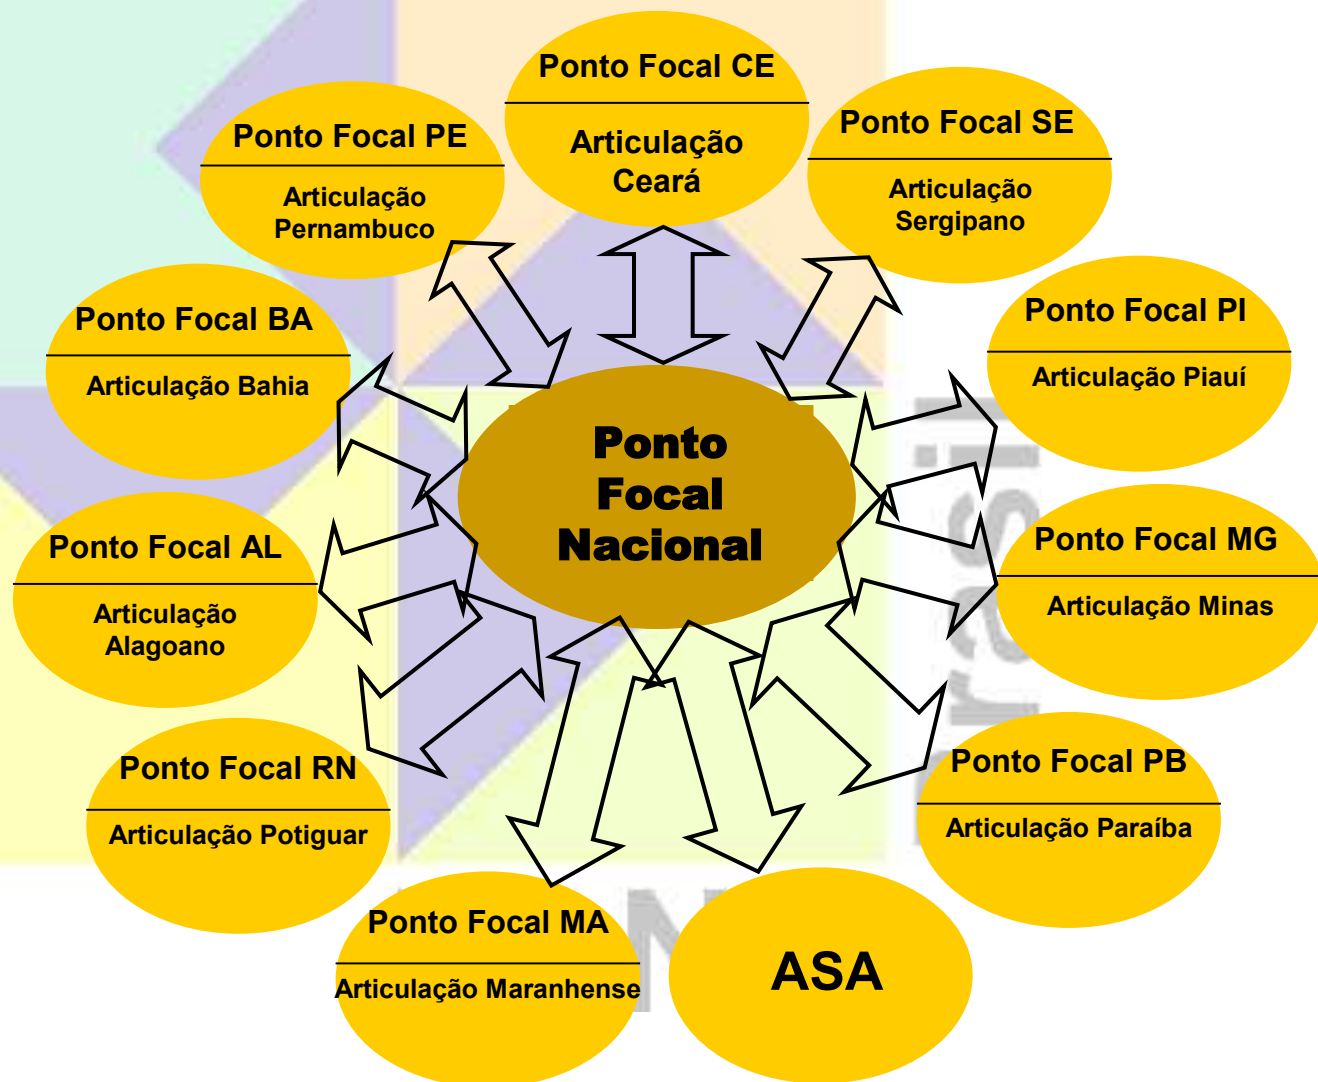 Ponto Focal CE
Articulação
Ceará
Ponto Focal PE
Articulação
Pernambuco
Ponto Focal SE
Articulação
Sergipano
Ponto Focal BA
Articulação Bahia
Ponto Focal PI
Articulação Piauí
Ponto
Focal
Nacional
Ponto Focal AL
Articulação
Alagoano
Ponto Focal MG
Articulação Minas
Ponto Focal RN
Articulação Potiguar
Ponto Focal PB
Articulação Paraíba
Ponto Focal MA
Articulação Maranhense
ASA